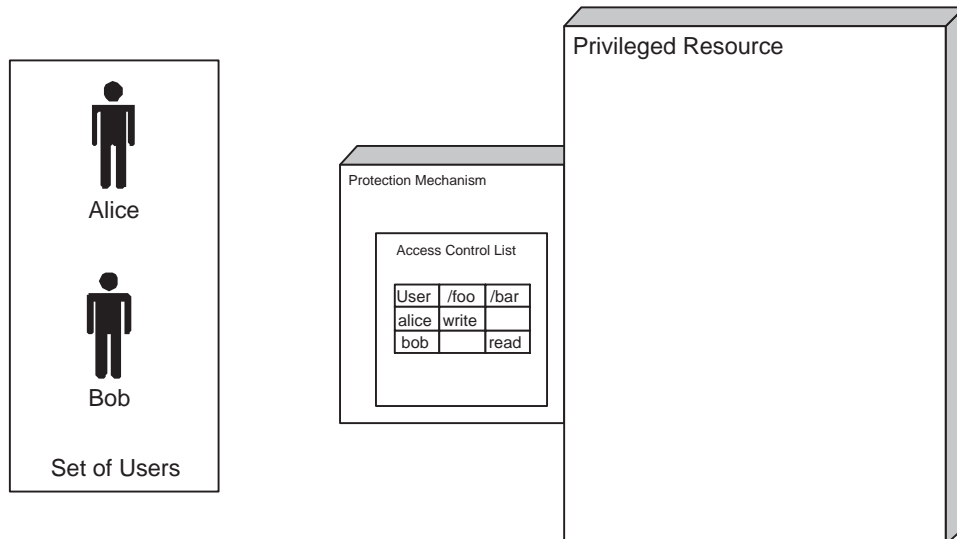 Privileged Resource
Protection Mechanism
Alice
Access Control List
User /foo /bar
alice write
bob read
Bob
Set of Users